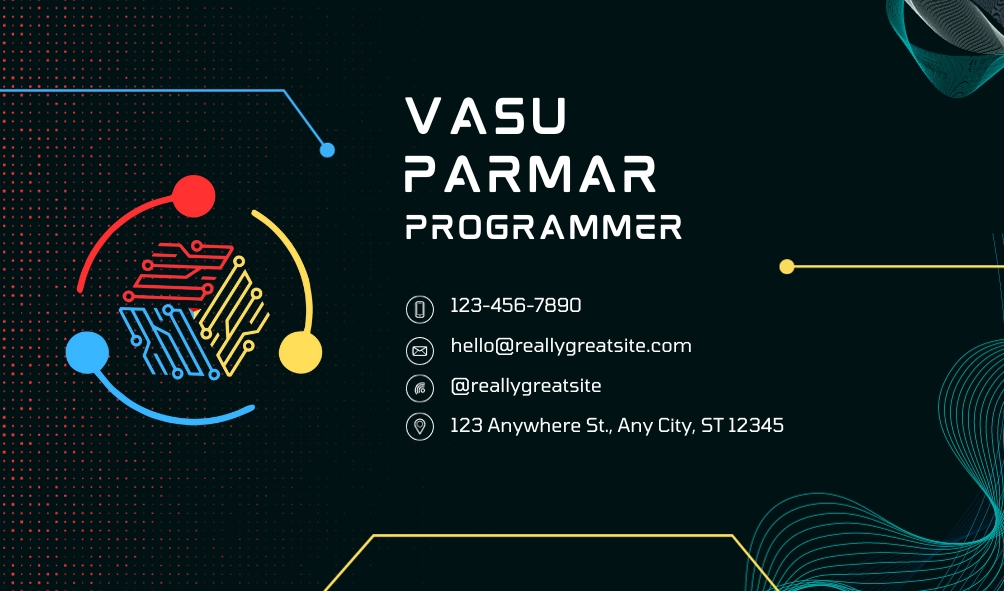 VASU
PARMAR
PROGRAMMER
123-456-7890
hello@reallygreatsite.com
@reallygreatsite
123 Anywhere St., Any City, ST 12345